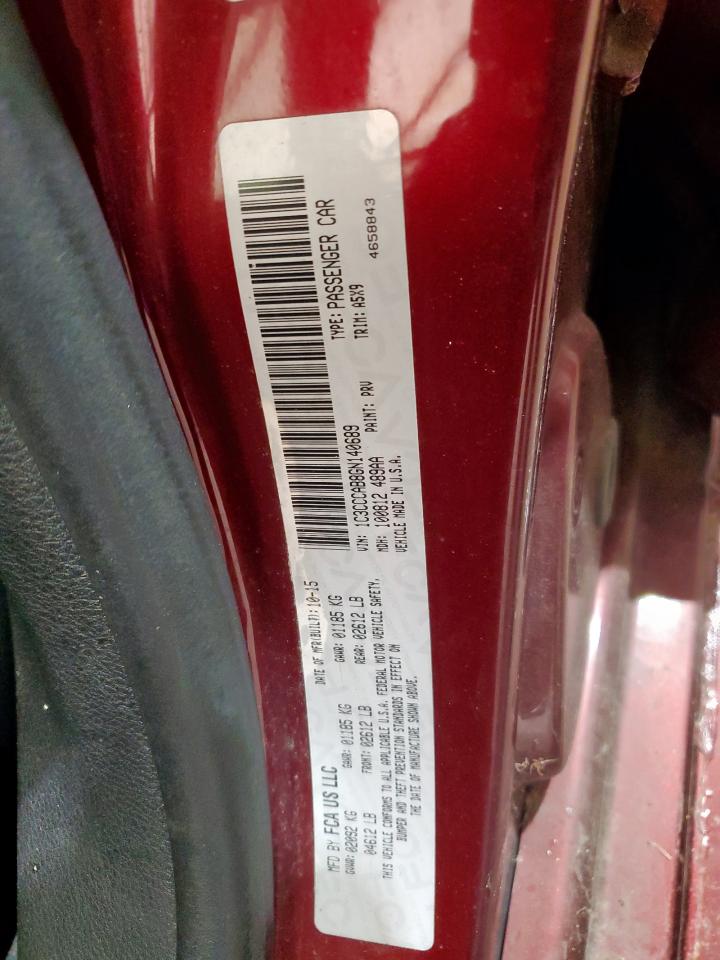 MFD BY FCA US LLC
DATE OF MFR(BUILT): 10-15
GVWR: 02092 KG
GAWR: 01185 KG
GAWR: 01185 KG
04612 LB
FRONT: 02612 LB
REAR: 02612 LB
THIS VEHICLE CONFORMS TO ALL APPLICABLE U.S.A. FEDERAL MOTOR VEHICLE SAFETY,
BUMPER AND THEFT PREVENTION STANDARDS IN EFFECT ON
THE DATE OF MANUFACTURE SHOWN ABOVE.
VIN: 1C3CCCAB8GN140689
TYPE: PASSENGER CAR
MDH: 100812 489AA
PAINT: PRV
TRIM: A5X9
VEHICLE MADE IN U.S.A.
4658843